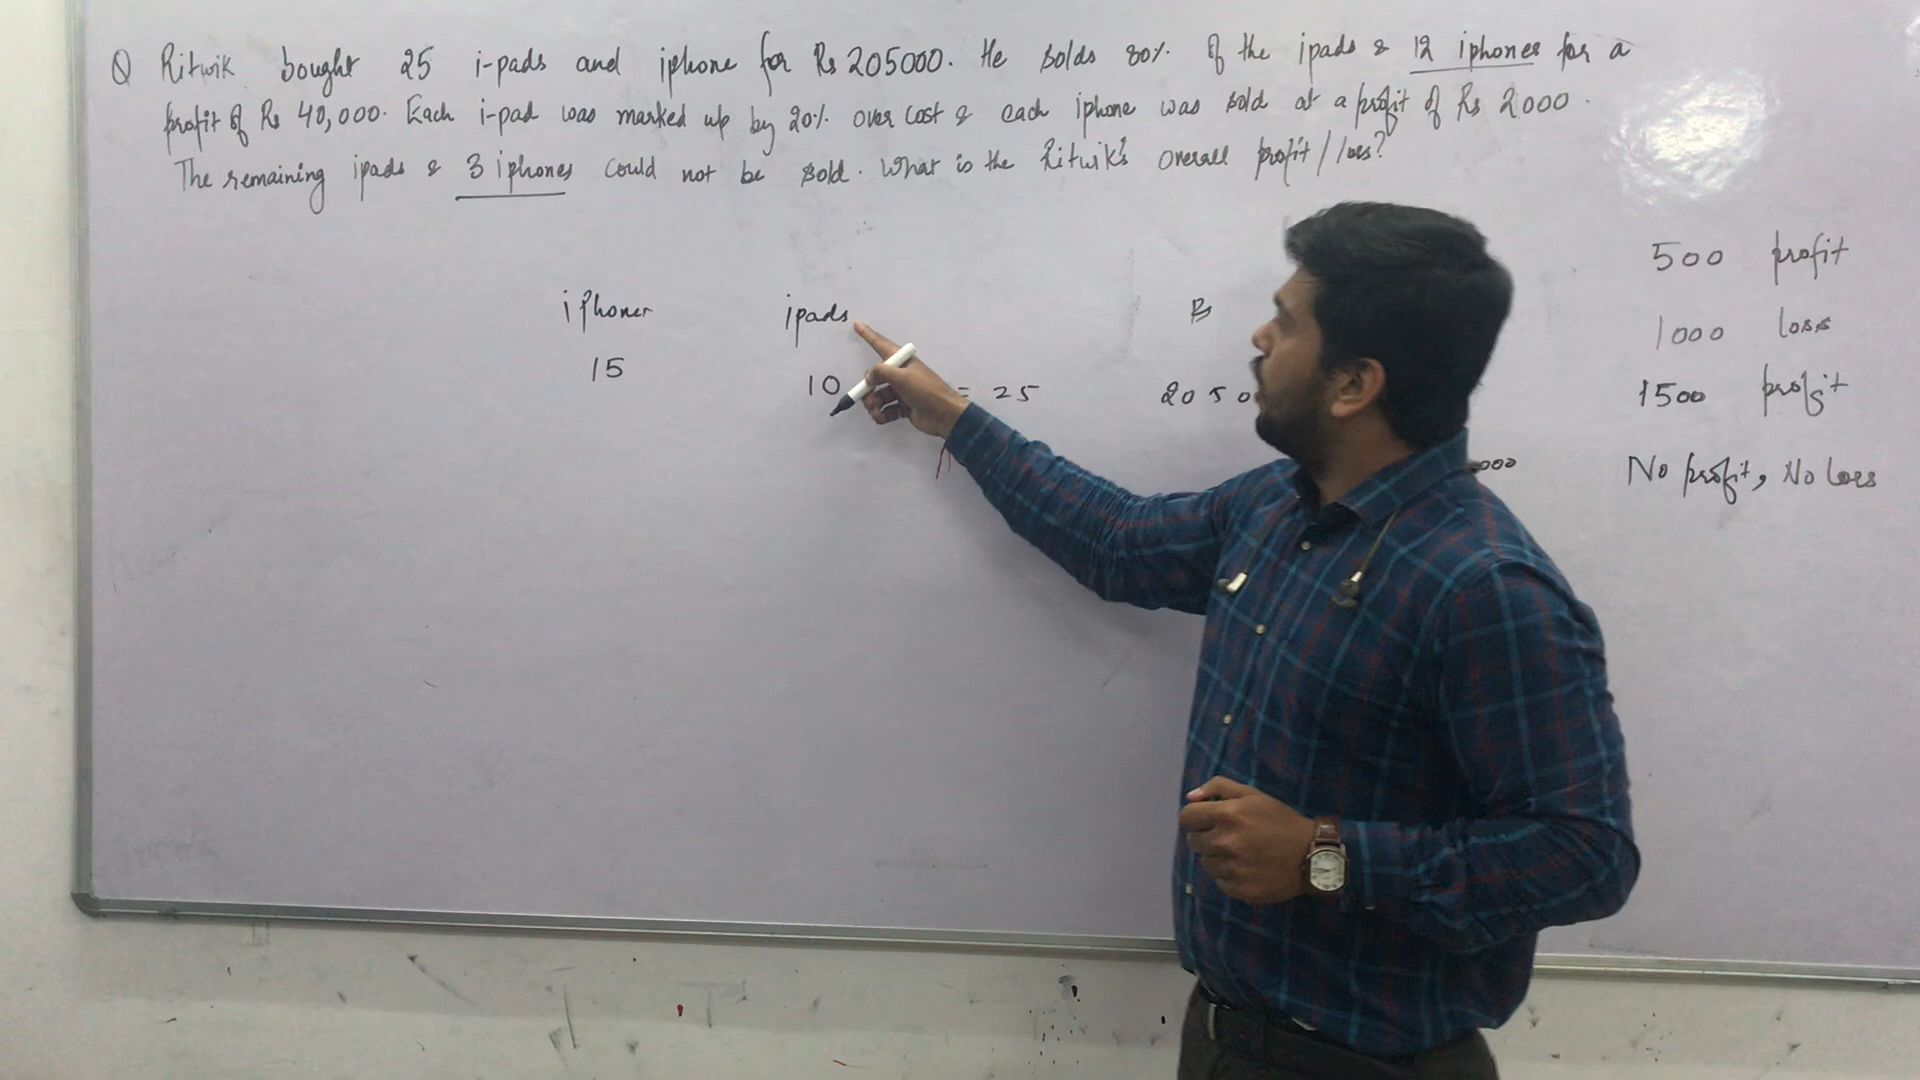 Q Ritwik bought 25 i-pads and iphone for Rs 205000. He solds 80% of the ipads & 12 iphones for a
profit of Rs 40,000. Each i-pad was marked up by 20% over cost & each iphone was sold at a profit of Rs 2000.
The remaining ipads & 3 iphones could not be sold. What is the Ritwik's overall profit/loss?
500 profit
iphones ipads Rs
1000 loss
15 10 = 25 2050
1500 profit
000
No profit, No loss